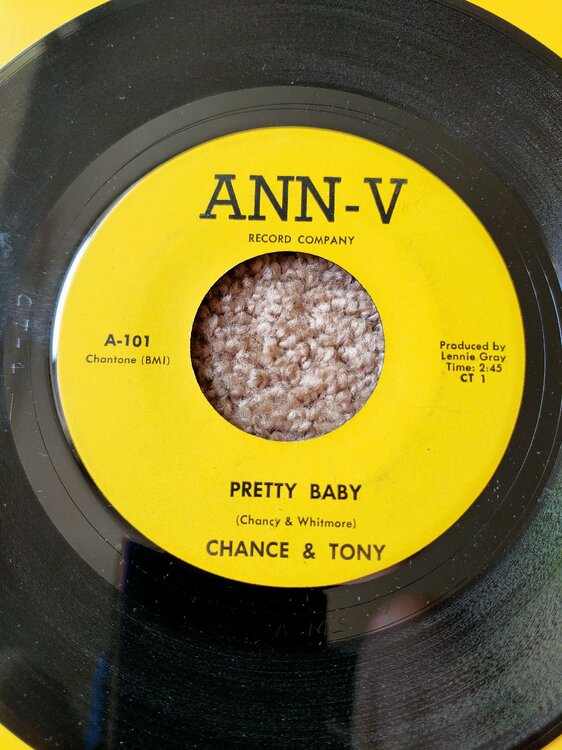 ANN-V
RECORD COMPANY
A-101
Chantone (BMI)
Produced by
Lennie Gray
Time: 2:45
CT 1
PRETTY BABY
(Chancy & Whitmore)
CHANCE & TONY